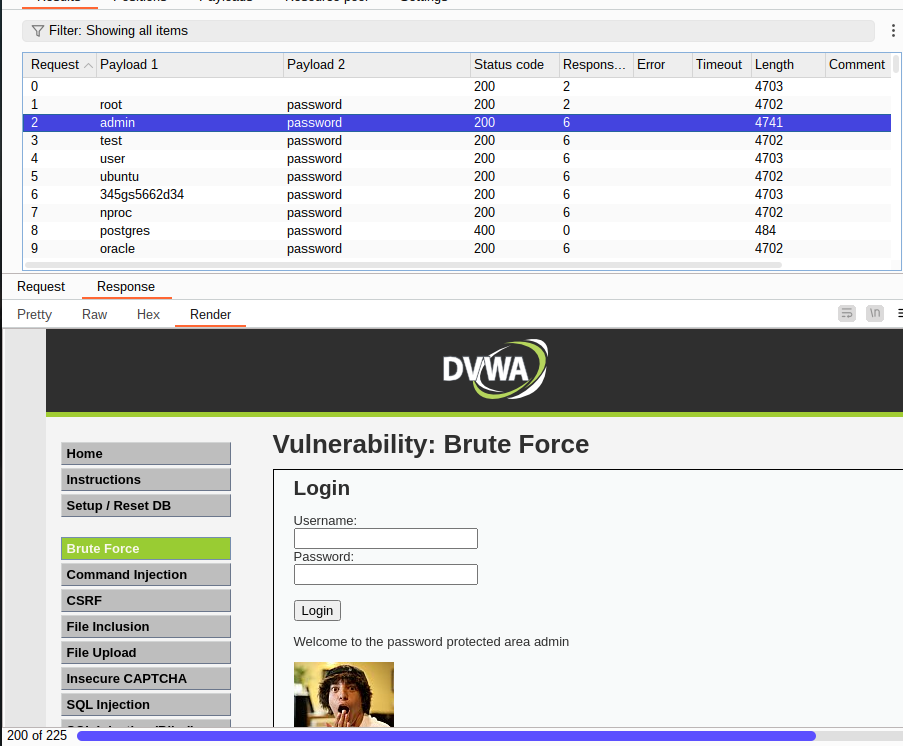 Results Positions Payloads Resource pool Settings
Filter: Showing all items
Request Payload 1 Payload 2 Status code Respons... Error Timeout Length Comment
0 200 2 4703
1 root password 200 2 4702
2 admin password 200 6 4741
3 test password 200 6 4702
4 user password 200 6 4703
5 ubuntu password 200 6 4702
6 345gs5662d34 password 200 6 4703
7 nproc password 200 6 4702
8 postgres password 400 0 484
9 oracle password 200 6 4702
Request Response
Pretty Raw Hex Render \n
DVWA
Home
Instructions
Setup / Reset DB
Brute Force
Command Injection
CSRF
File Inclusion
File Upload
Insecure CAPTCHA
SQL Injection
Vulnerability: Brute Force
Login
Username:
Password:
Login
Welcome to the password protected area admin
200 of 225